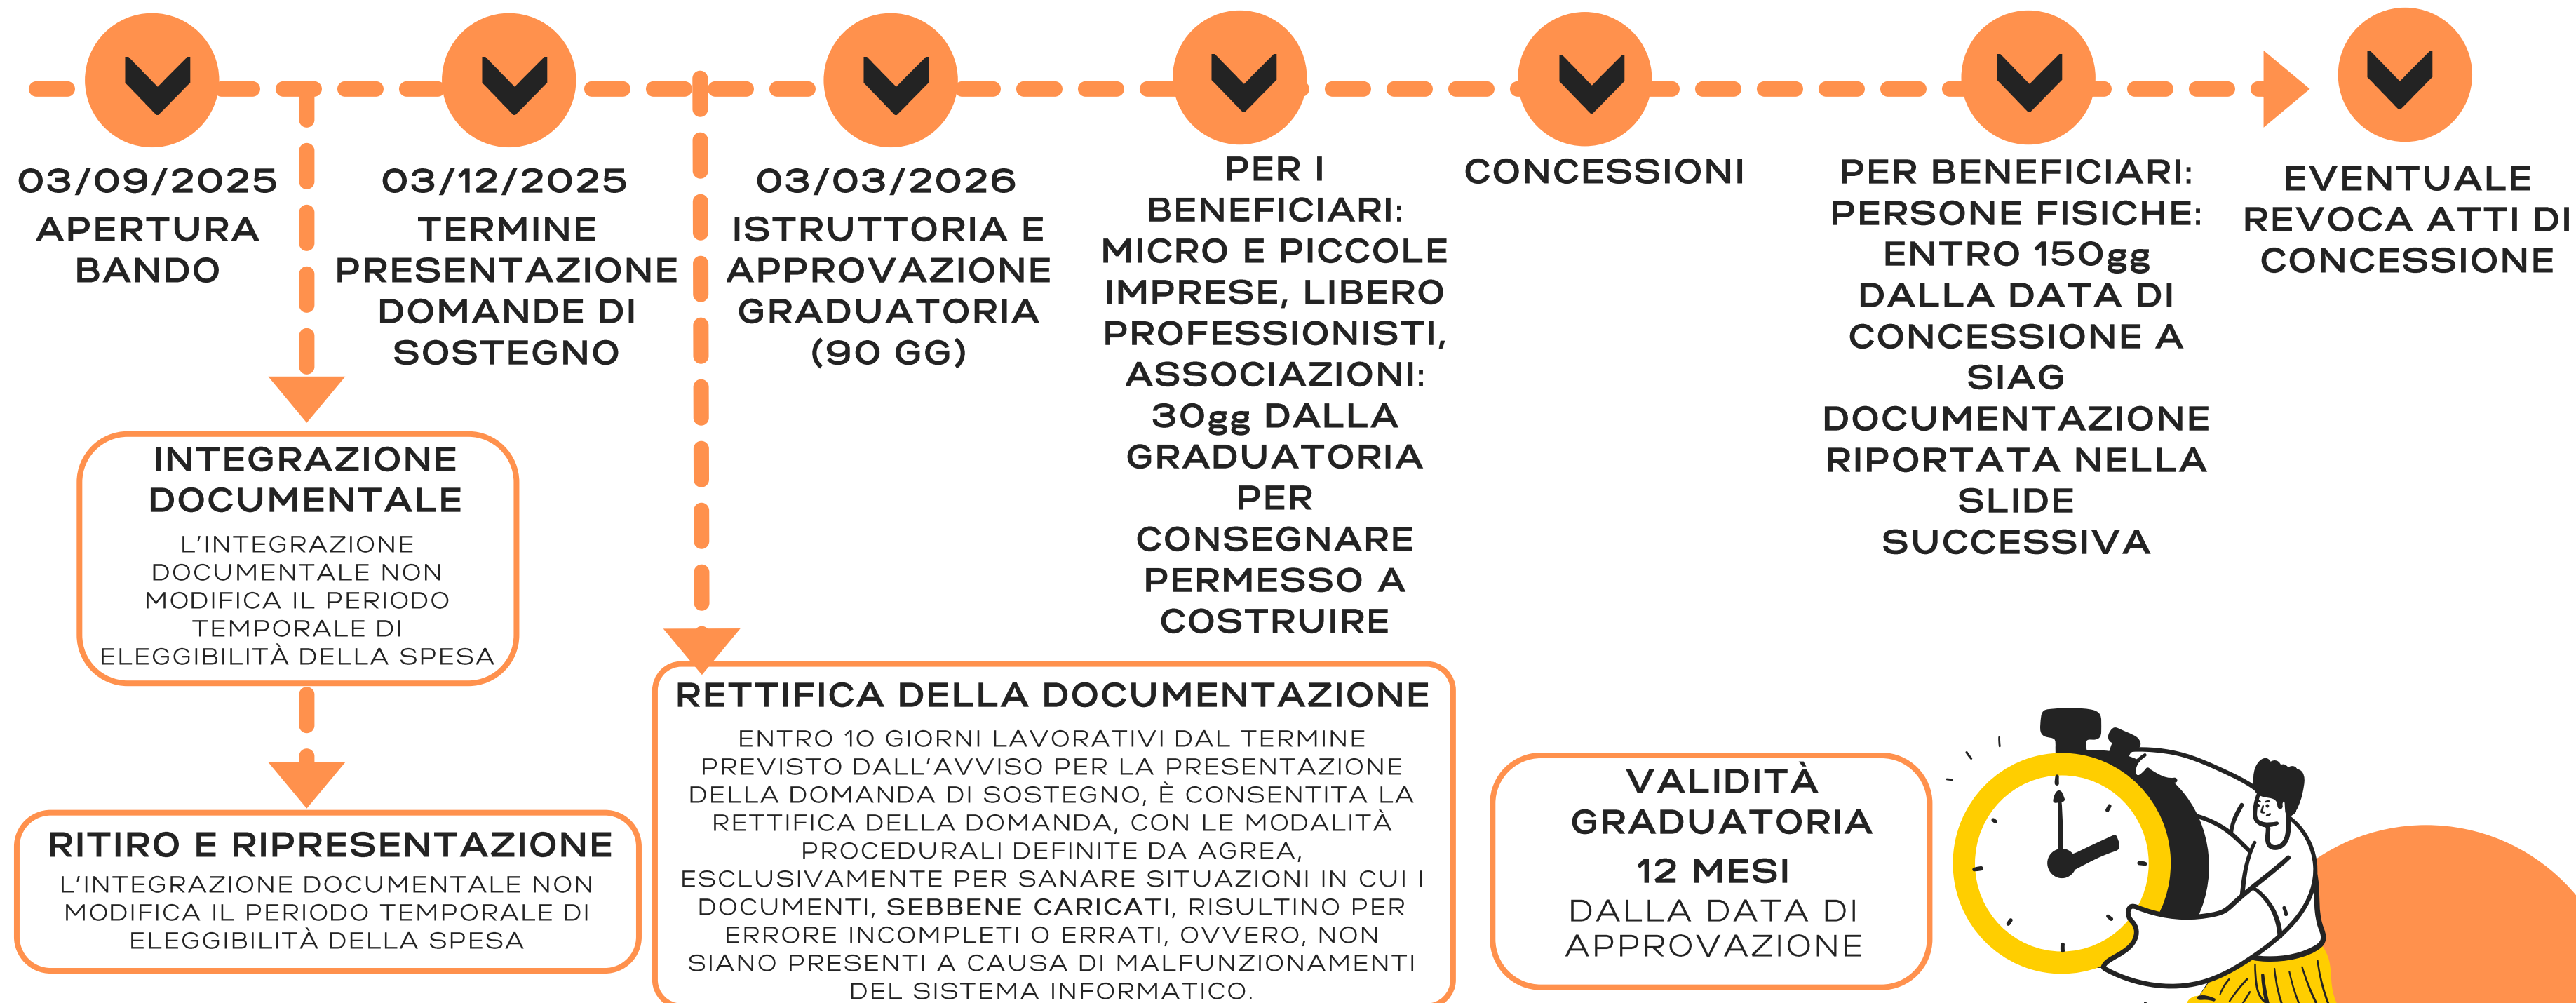 03/09/2025
APERTURA
BANDO
03/12/2025
TERMINE
PRESENTAZIONE
DOMANDE DI
SOSTEGNO
03/03/2026
ISTRUTTORIA E
APPROVAZIONE
GRADUATORIA
(90 GG)
PER I
BENEFICIARI:
MICRO E PICCOLE
IMPRESE, LIBERO
PROFESSIONISTI,
ASSOCIAZIONI:
30gg DALLA
GRADUATORIA
PER
CONSEGNARE
PERMESSO A
COSTRUIRE
CONCESSIONI
PER BENEFICIARI:
PERSONE FISICHE:
ENTRO 150gg
DALLA DATA DI
CONCESSIONE A
SIAG
DOCUMENTAZIONE
RIPORTATA NELLA
SLIDE
SUCCESSIVA
EVENTUALE
REVOCA ATTI DI
CONCESSIONE
INTEGRAZIONE
DOCUMENTALE
L'INTEGRAZIONE
DOCUMENTALE NON
MODIFICA IL PERIODO
TEMPORALE DI
ELEGGIBILITÀ DELLA SPESA
RITIRO E RIPRESENTAZIONE
L'INTEGRAZIONE DOCUMENTALE NON
MODIFICA IL PERIODO TEMPORALE DI
ELEGGIBILITÀ DELLA SPESA
RETTIFICA DELLA DOCUMENTAZIONE
ENTRO 10 GIORNI LAVORATIVI DAL TERMINE
PREVISTO DALL'AVVISO PER LA PRESENTAZIONE
DELLA DOMANDA DI SOSTEGNO, È CONSENTITA LA
RETTIFICA DELLA DOMANDA, CON LE MODALITÀ
PROCEDURALI DEFINITE DA AGREA,
ESCLUSIVAMENTE PER SANARE SITUAZIONI IN CUI I
DOCUMENTI, SEBBENE CARICATI, RISULTINO PER
ERRORE INCOMPLETI O ERRATI, OVVERO, NON
SIANO PRESENTI A CAUSA DI MALFUNZIONAMENTI
DEL SISTEMA INFORMATICO.
VALIDITÀ
GRADUATORIA
12 MESI
DALLA DATA DI
APPROVAZIONE